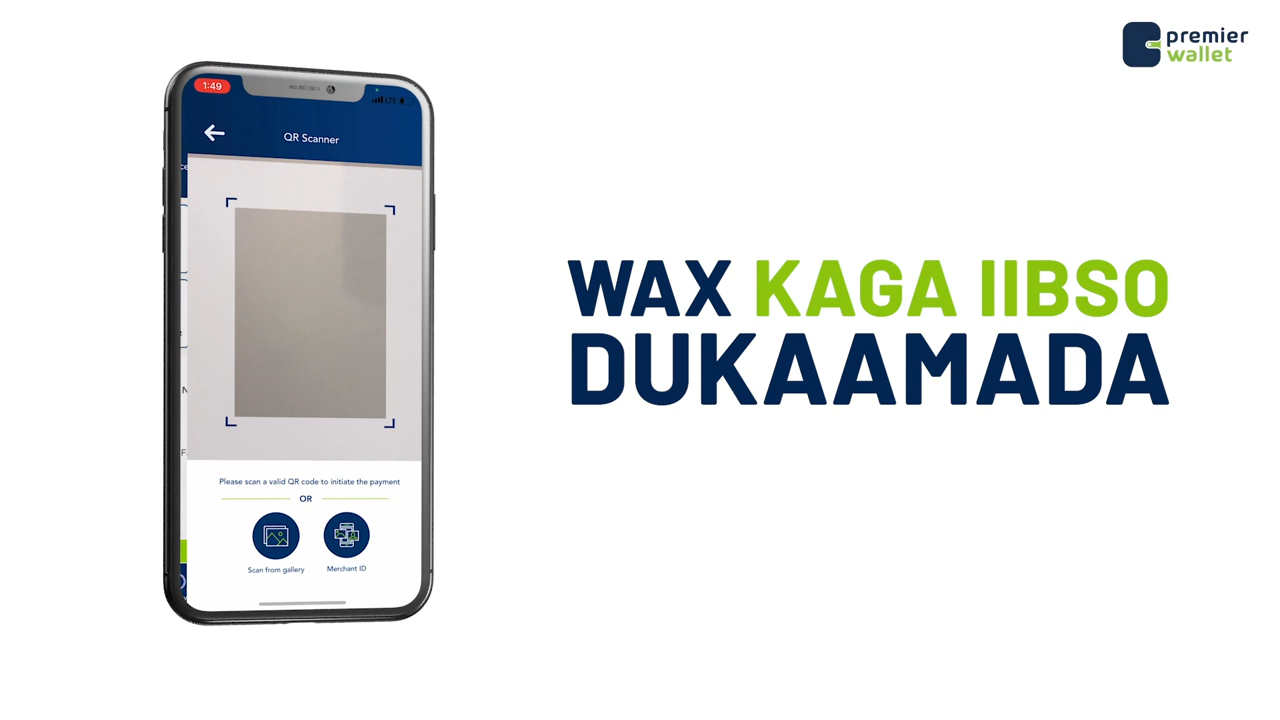 premier
wallet
1:49
LTE
QR Scanner
Please scan a valid QR code to initiate the payment
OR
Scan from gallery
Merchant ID
WAX KAGA IIBSO
DUKAAMADA